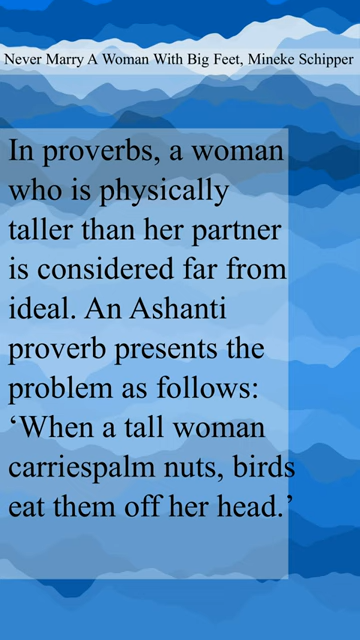 Never Marry A Woman With Big Feet, Mineke Schipper
In proverbs, a woman
who is physically
taller than her partner
is considered far from
ideal. An Ashanti
proverb presents the
problem as follows:
‘When a tall woman
carriespalm nuts, birds
eat them off her head.’